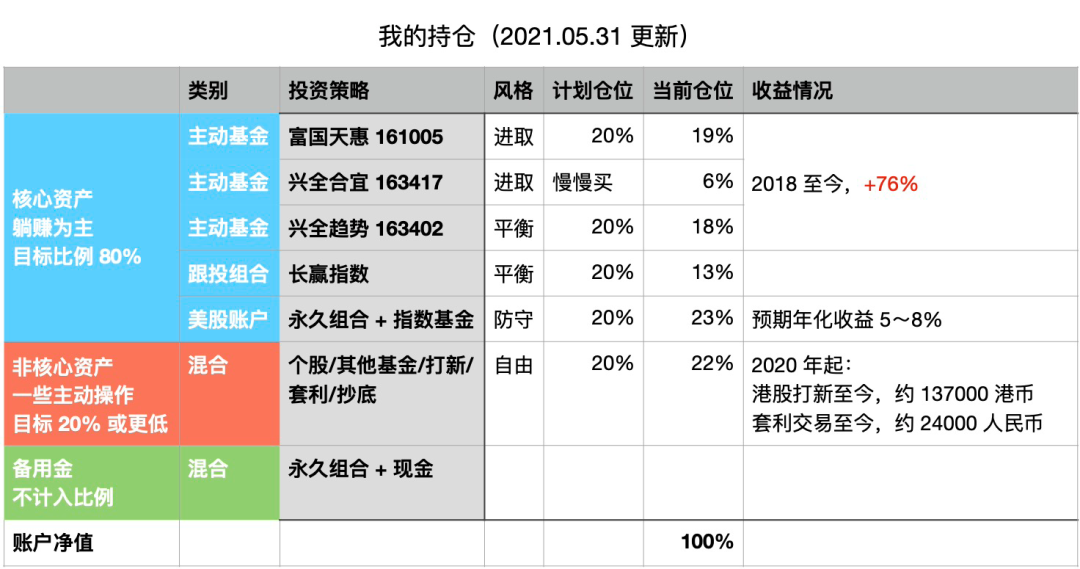 我的持仓（2021.05.31 更新）
类别 投资策略 风格 计划仓位 当前仓位 收益情况
核心资产
躺赚为主
目标比例 80%
主动基金 富国天惠 161005 进取 20% 19%
主动基金 兴全合宜 163417 进取 慢慢买 6% 2018 至今，+76%
主动基金 兴全趋势 163402 平衡 20% 18%
跟投组合 长赢指数 平衡 20% 13%
美股账户 永久组合 + 指数基金 防守 20% 23% 预期年化收益 5～8%
非核心资产
一些主动操作
目标 20% 或更低
混合 个股/其他基金/打新/
套利/抄底
自由 20% 22% 2020 年起：
港股打新至今，约 137000 港币
套利交易至今，约 24000 人民币
备用金
不计入比例
混合 永久组合 + 现金
账户净值 100%